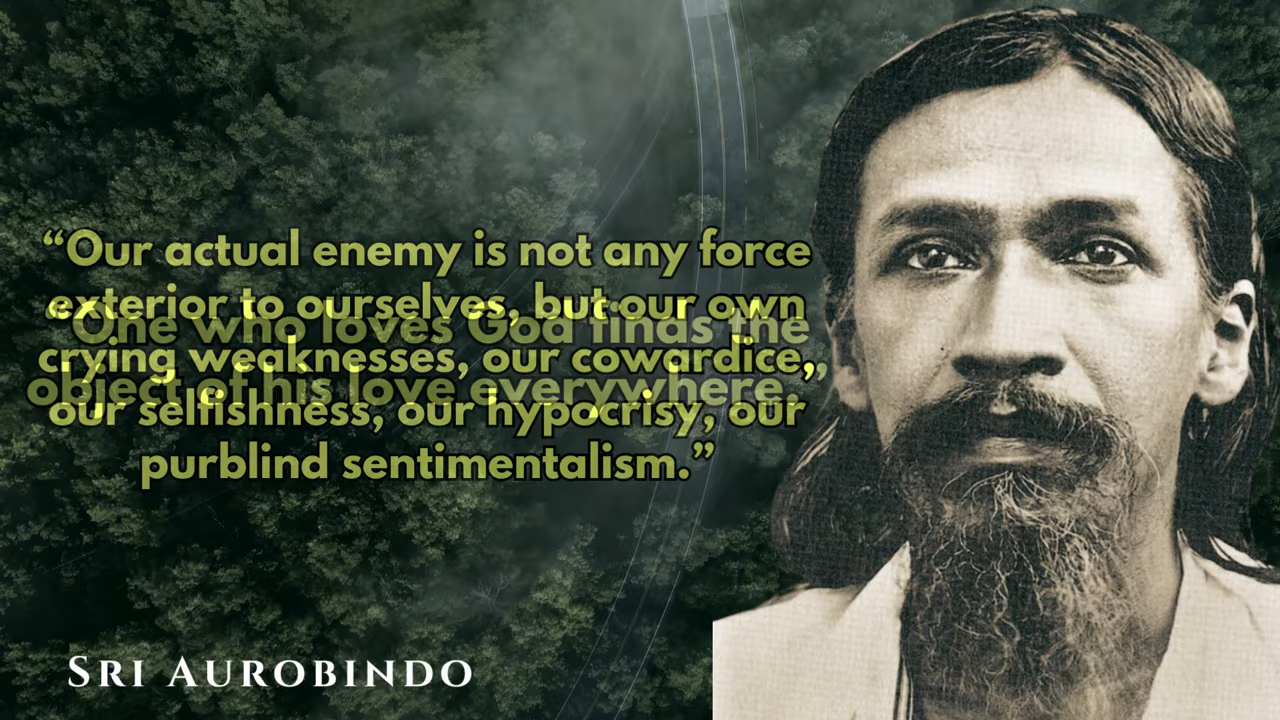 “Our actual enemy is not any force
exterior to ourselves, but our own
crying weaknesses, our cowardice,
our selfishness, our hypocrisy, our
purblind sentimentalism.”
“One who loves God finds the
object of his love everywhere.
Sri Aurobindo